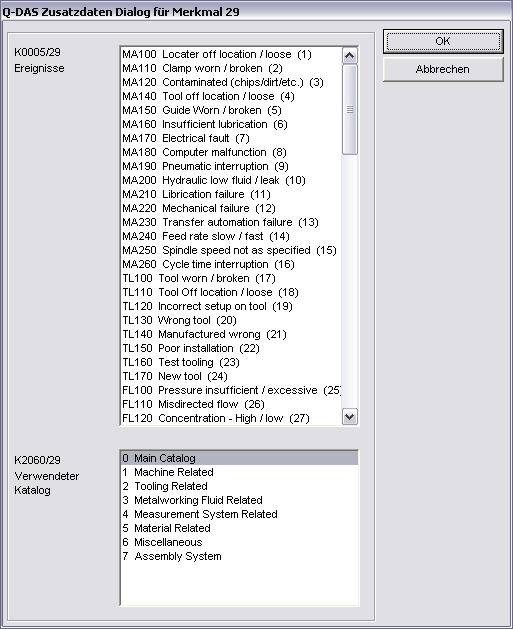 Q-DAS Zusatzdaten Dialog für Merkmal 29
K0005/29
Ereignisse
MA100 Locater off location / loose (1)
MA110 Clamp worn / broken (2)
MA120 Contaminated (chips/dirt/etc.) (3)
MA140 Tool off location / loose (4)
MA150 Guide Worn / broken (5)
MA160 Insufficient lubrication (6)
MA170 Electrical fault (7)
MA180 Computer malfunction (8)
MA190 Pneumatic interruption (9)
MA200 Hydraulic low fluid / leak (10)
MA210 Librication failure (11)
MA220 Mechanical failure (12)
MA230 Transfer automation failure (13)
MA240 Feed rate slow / fast (14)
MA250 Spindle speed not as specified (15)
MA260 Cycle time interruption (16)
TL100 Tool worn / broken (17)
TL110 Tool Off location / loose (18)
TL120 Incorrect setup on tool (19)
TL130 Wrong tool (20)
TL140 Manufactured wrong (21)
TL150 Poor installation (22)
TL160 Test tooling (23)
TL170 New tool (24)
FL100 Pressure insufficient / excessive (25)
FL110 Misdirected flow (26)
FL120 Concentration - High / low (27)
OK
Abbrechen
K2060/29
Verwendeter
Katalog
0 Main Catalog
1 Machine Related
2 Tooling Related
3 Metalworking Fluid Related
4 Measurement System Related
5 Material Related
6 Miscellaneous
7 Assembly System